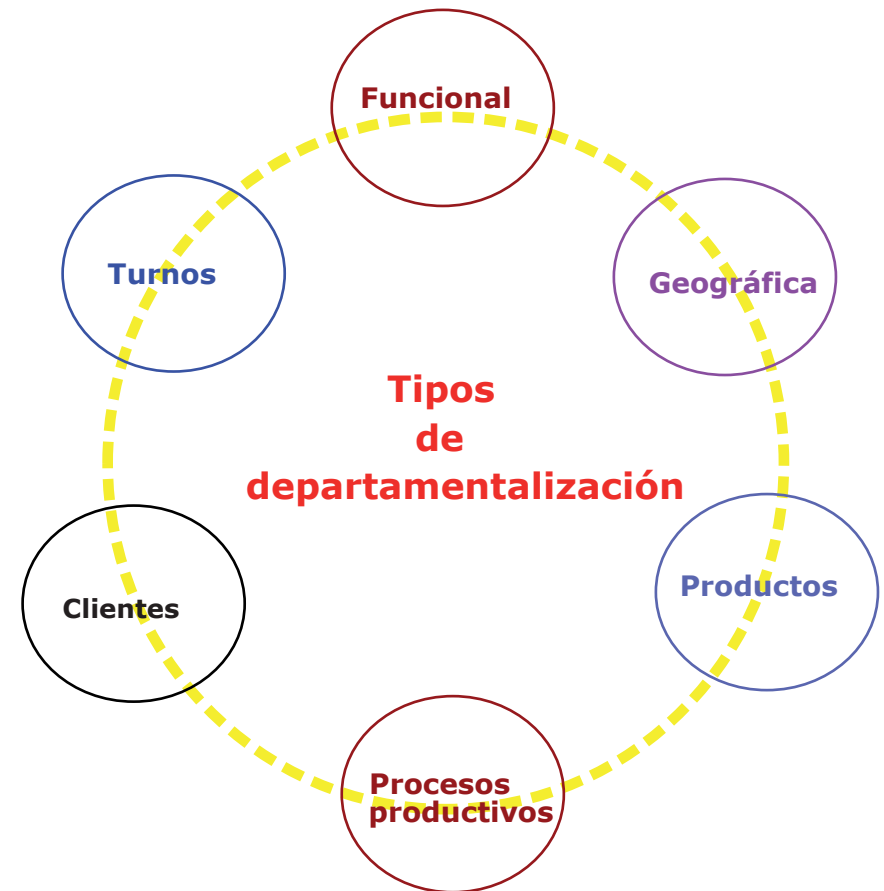 Funcional
Turnos
Geográfica
Tipos
de
departamentalización
Productos
Clientes
Procesos
productivos